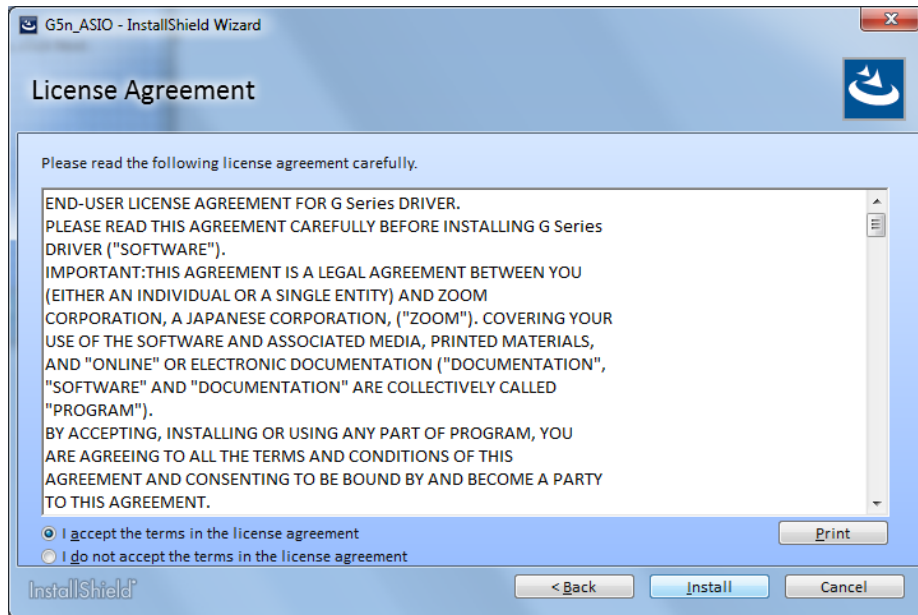 G5n_ASIO - InstallShield Wizard
License Agreement
Please read the following license agreement carefully.
END-USER LICENSE AGREEMENT FOR G Series DRIVER.
PLEASE READ THIS AGREEMENT CAREFULLY BEFORE INSTALLING G Series
DRIVER ("SOFTWARE").
IMPORTANT:THIS AGREEMENT IS A LEGAL AGREEMENT BETWEEN YOU
(EITHER AN INDIVIDUAL OR A SINGLE ENTITY) AND ZOOM
CORPORATION, A JAPANESE CORPORATION, ("ZOOM"). COVERING YOUR
USE OF THE SOFTWARE AND ASSOCIATED MEDIA, PRINTED MATERIALS,
AND "ONLINE" OR ELECTRONIC DOCUMENTATION ("DOCUMENTATION",
"SOFTWARE" AND "DOCUMENTATION" ARE COLLECTIVELY CALLED
"PROGRAM").
BY ACCEPTING, INSTALLING OR USING ANY PART OF PROGRAM, YOU
ARE AGREEING TO ALL THE TERMS AND CONDITIONS OF THIS
AGREEMENT AND CONSENTING TO BE BOUND BY AND BECOME A PARTY
TO THIS AGREEMENT.
I accept the terms in the license agreement
Print
I do not accept the terms in the license agreement
InstallShield
< Back
Install
Cancel